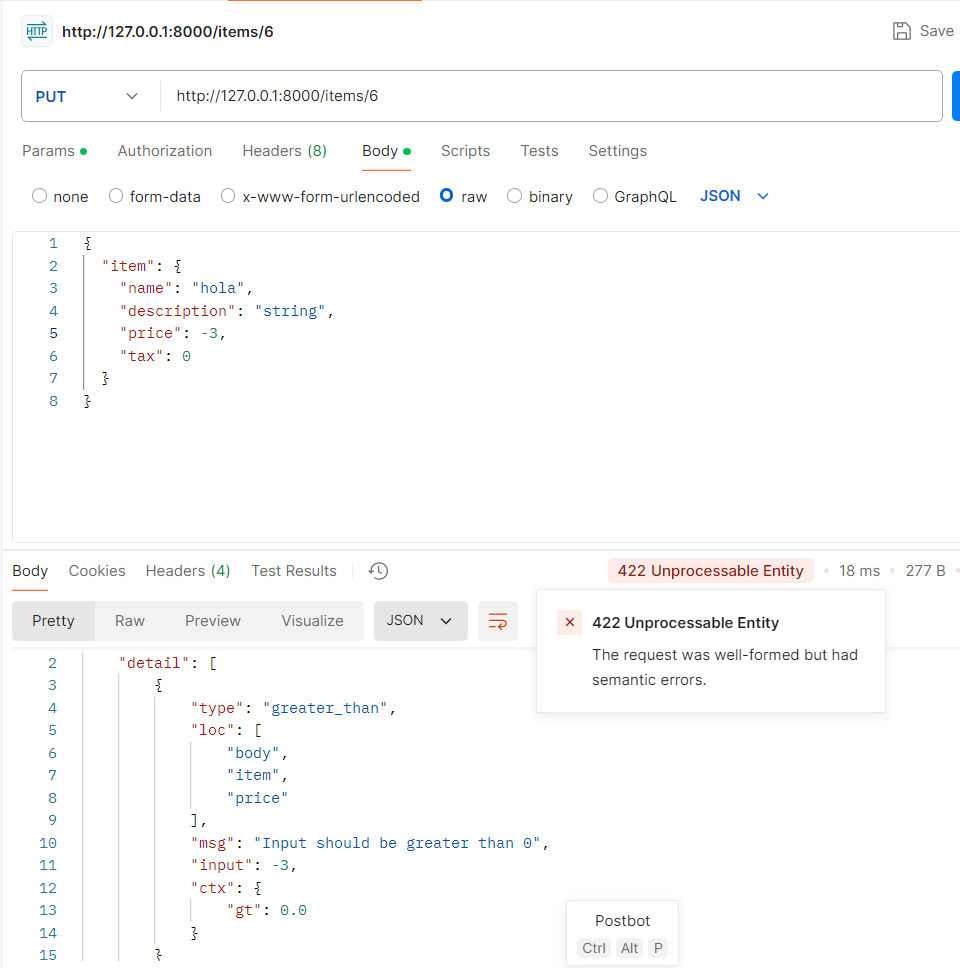 HTTP http://127.0.0.1:8000/items/6 Save
PUT http://127.0.0.1:8000/items/6
Params Authorization Headers (8) Body Scripts Tests Settings
none form-data x-www-form-urlencoded raw binary GraphQL JSON
1 {
2 "item": {
3 "name": "hola",
4 "description": "string",
5 "price": -3,
6 "tax": 0
7 }
8 }
Body Cookies Headers (4) Test Results 422 Unprocessable Entity 18 ms 277 B
Pretty Raw Preview Visualize JSON
422 Unprocessable Entity
The request was well-formed but had
semantic errors.
2 "detail": [
3 {
4 "type": "greater_than",
5 "loc": [
6 "body",
7 "item",
8 "price"
9 ],
10 "msg": "Input should be greater than 0",
11 "input": -3,
12 "ctx": {
13 "gt": 0.0
14 }
15 }
Postbot
Ctrl Alt P